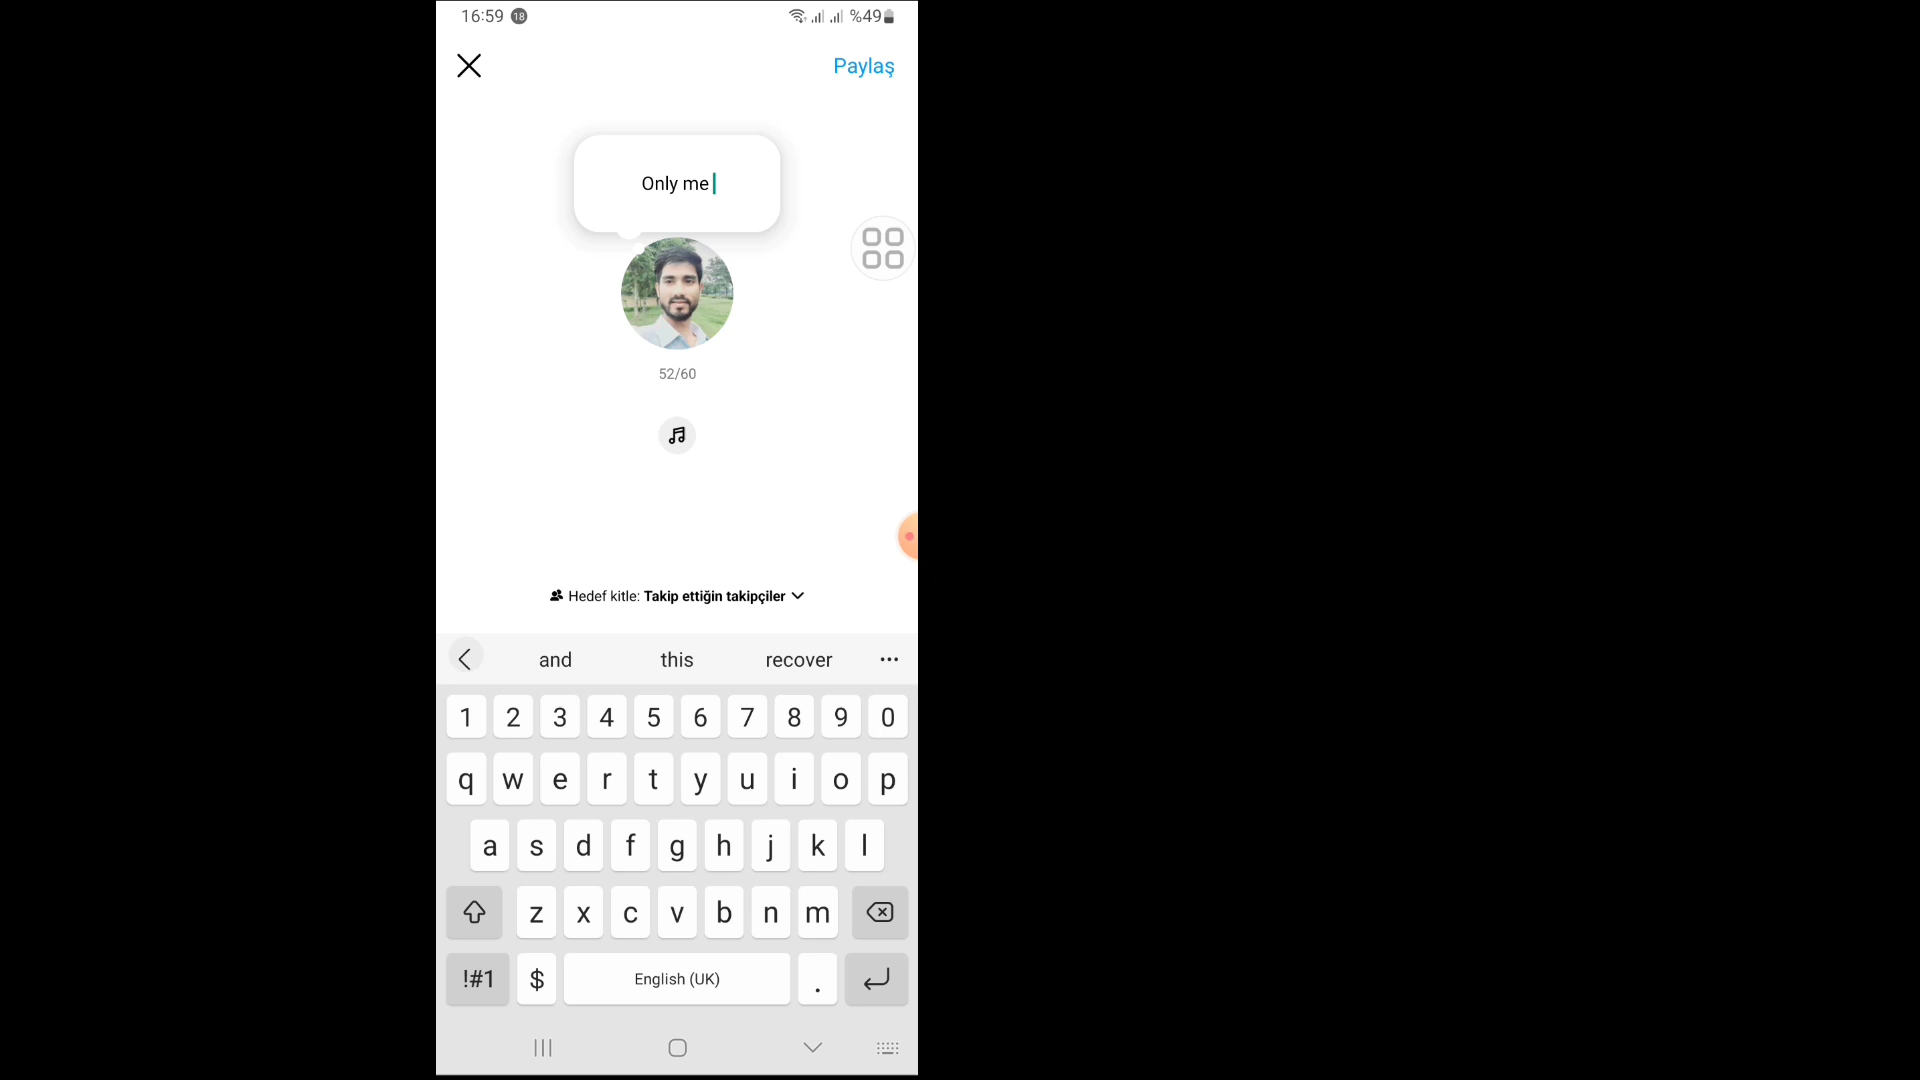 16:59 18 %49
Paylaş
Only me
52/60
Hedef kitle: Takip ettiğin takipçiler
and this recover
1 2 3 4 5 6 7 8 9 0
q w e r t y u i o p
a s d f g h j k l
z x c v b n m
!#1 $ English (UK) .